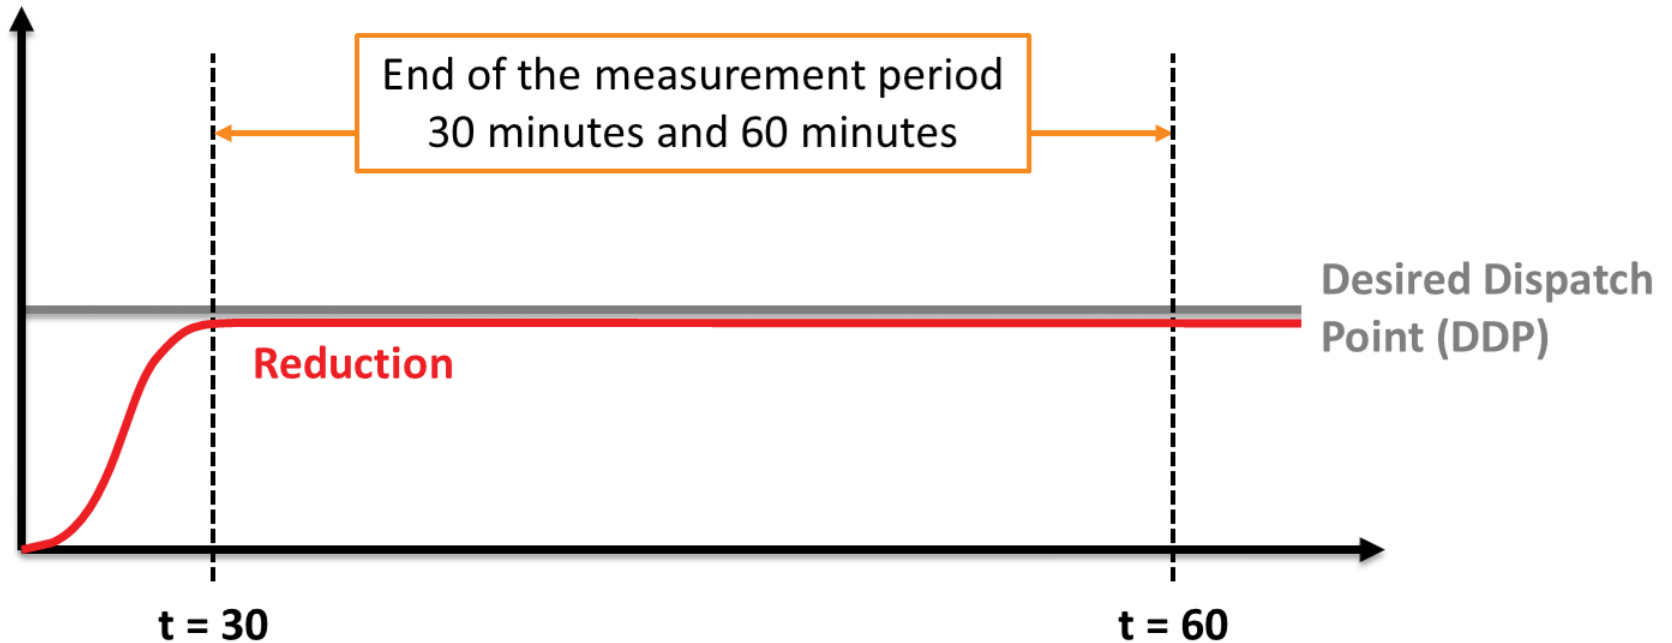 End of the measurement period
30 minutes and 60 minutes
Desired Dispatch
Point (DDP)
Reduction
t = 30
t = 60